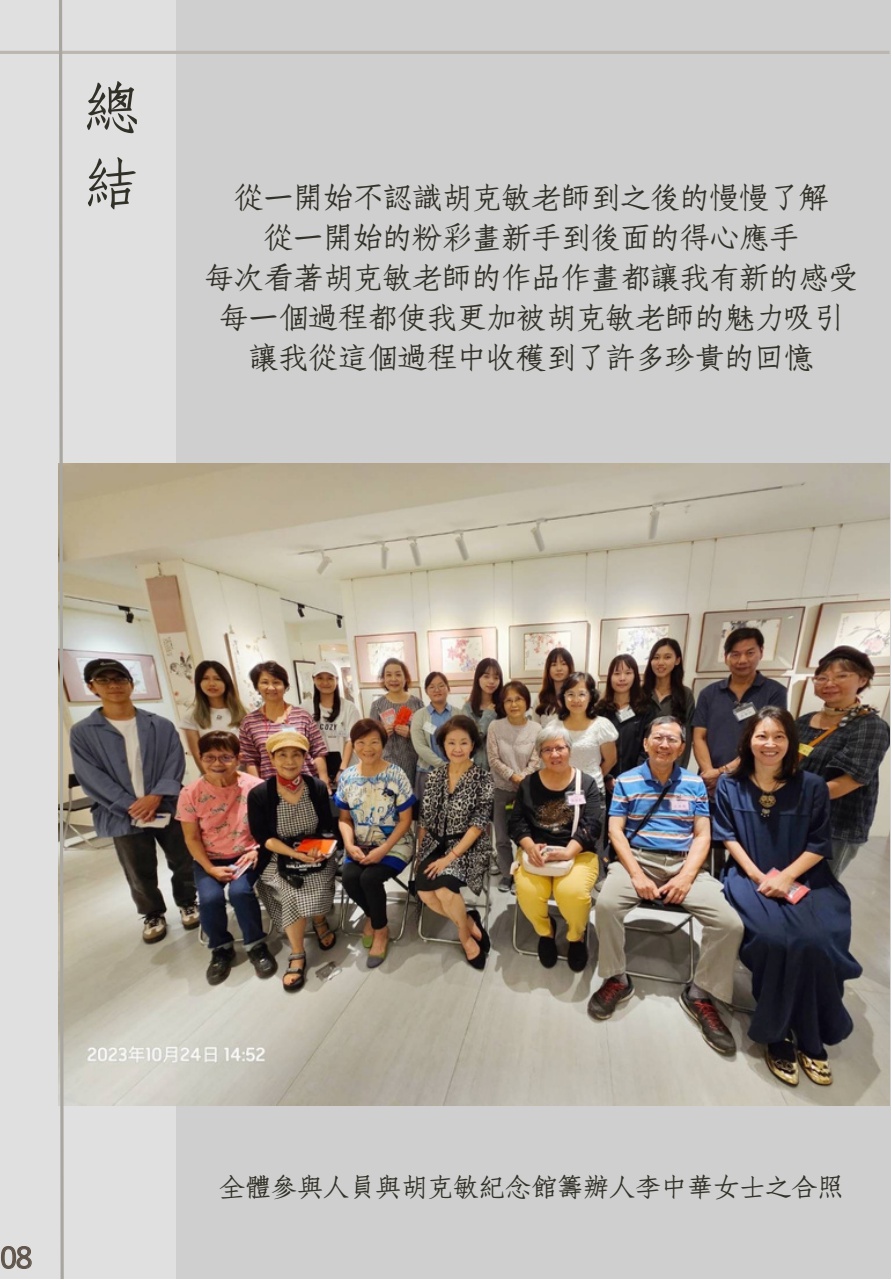 總結
從一開始不認識胡克敏老師到之後的慢慢了解
從一開始的粉彩畫新手到後面的得心應手
每次看著胡克敏老師的作品作畫都讓我有新的感受
每一個過程都使我更加被胡克敏老師的魅力吸引
讓我從這個過程中收穫到了許多珍貴的回憶
COZY
2023年10月24日 14:52
全體參與人員與胡克敏紀念館籌辦人李中華女士之合照
08